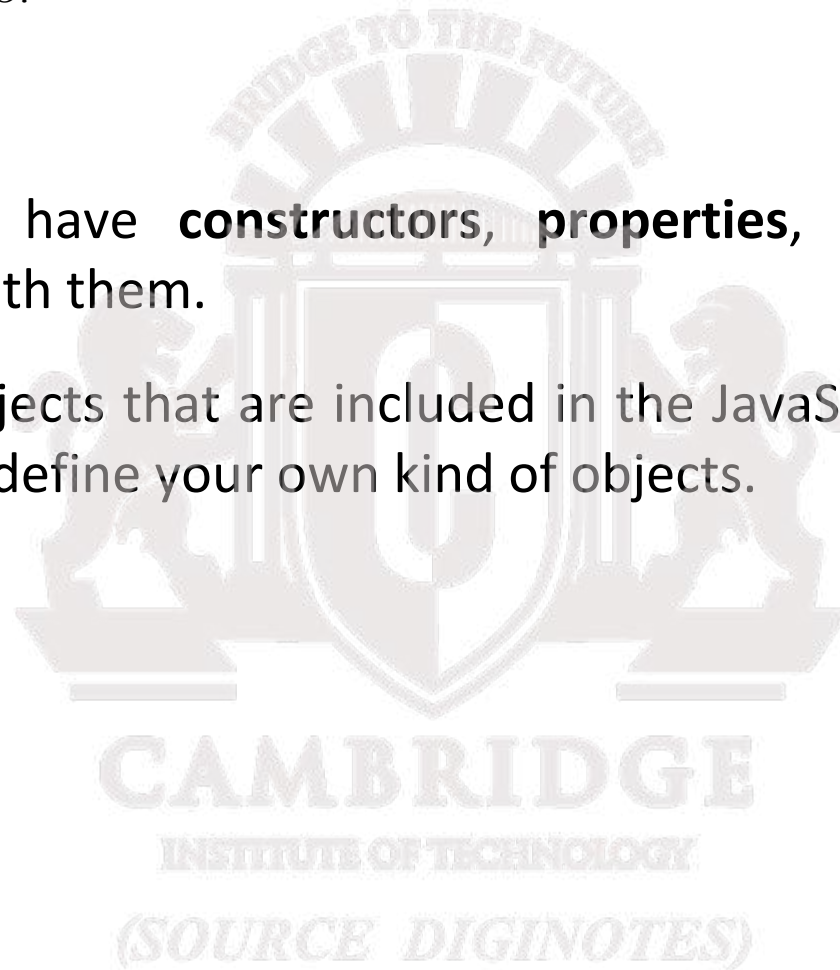 BRIDGE TO THE FUTURE
have constructors, properties,
th them.
jects that are included in the JavaS
define your own kind of objects.
CAMBRIDGE
INSTITUTE OF TECHNOLOGY
(SOURCE DIGINOTES)